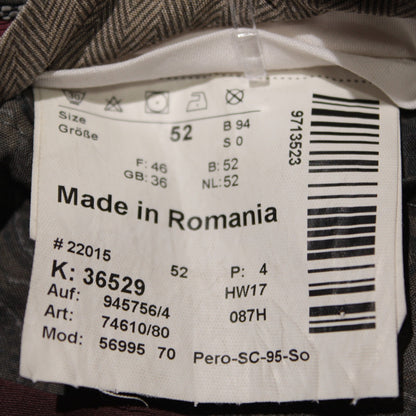 Size
Größe 52 B 94
S 0
F: 46 B: 52
GB: 36 NL: 52
Made in Romania
# 22015
K: 36529 52 P: 4
Auf: 945756/4 HW17
Art: 74610/80 087H
Mod: 56995 70 Pero-SC-95-So
9713523